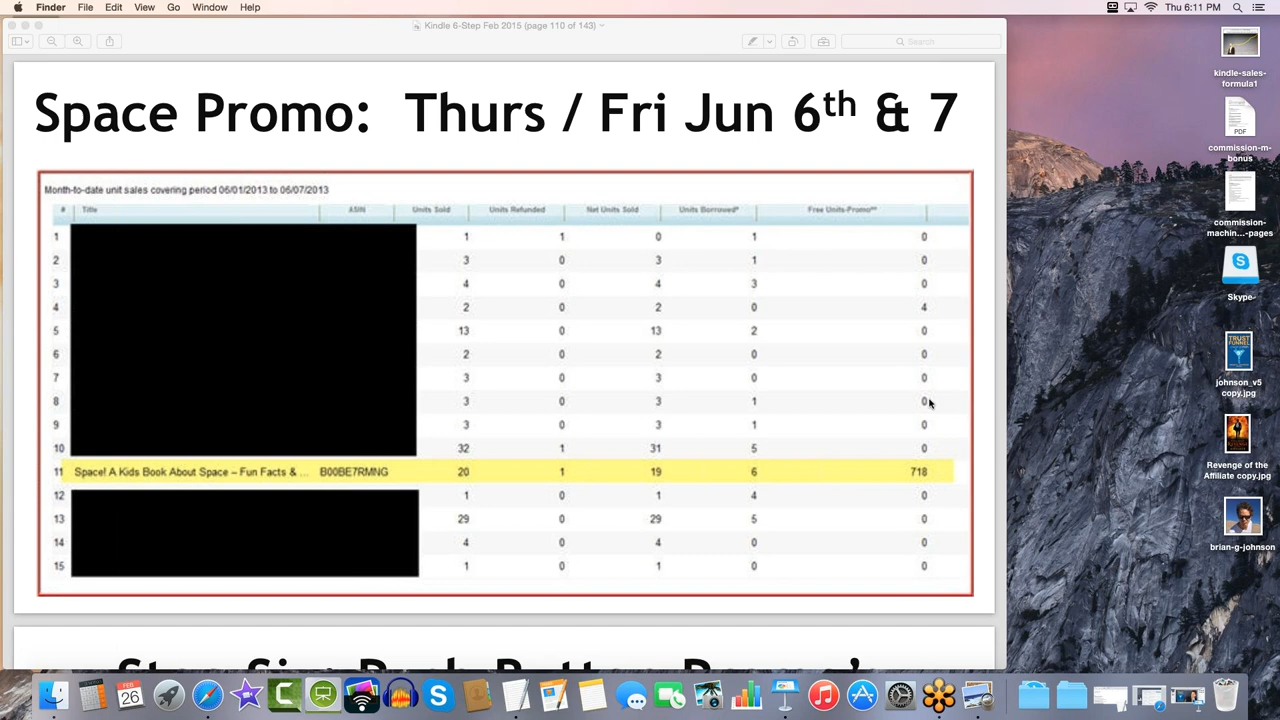 Finder File Edit View Go Window Help Thu 6:11 PM
Kindle 6-Step Feb 2015 (page 110 of 143)
Search
Space Promo: Thurs / Fri Jun 6th & 7
Month-to-date unit sales covering period 06/01/2013 to 06/07/2013
# Title ASIN Units Sold Units Refunded Net Units Sold Units Borrowed* Free Units-Promo**
1 1 1 0 1 0
2 3 0 3 1 0
3 4 0 4 3 0
4 2 0 2 0 4
5 13 0 13 2 0
6 2 0 2 0 0
7 3 0 3 0 0
8 3 0 3 1 0
9 3 0 3 1 0
10 32 1 31 5 0
11 Space! A Kids Book About Space – Fun Facts & ... B00BE7RMNG 20 1 19 6 718
12 1 0 1 4 0
13 29 0 29 5 0
14 4 0 4 0 0
15 1 0 1 0 0
kindle-sales-
formula1
PDF
commission-m-
bonus
commission-
machin...-pages
S
Skype-
TRUST
FUNNEL
johnson_v5
copy.jpg
Revenge of the
Affiliate copy.jpg
brian-g-johnson
FEB
26